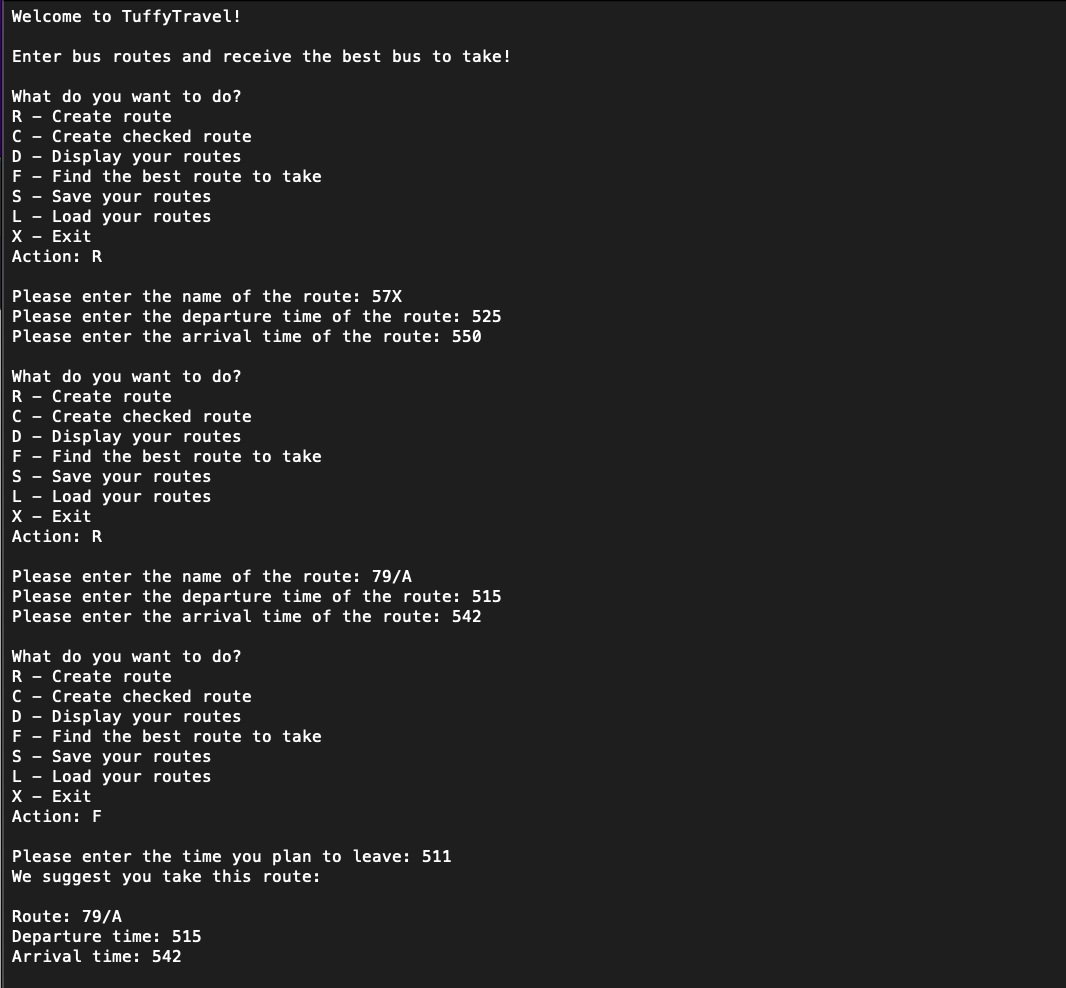 Welcome to TuffyTravel!
Enter bus routes and receive the best bus to take!
What do you want to do?
R – Create route
C – Create checked route
D – Display your routes
F – Find the best route to take
S – Save your routes
L – Load your routes
X – Exit
Action: R
Please enter the name of the route: 57X
Please enter the departure time of the route: 525
Please enter the arrival time of the route: 550
What do you want to do?
R – Create route
C – Create checked route
D – Display your routes
F – Find the best route to take
S – Save your routes
L – Load your routes
X – Exit
Action: R
Please enter the name of the route: 79/A
Please enter the departure time of the route: 515
Please enter the arrival time of the route: 542
What do you want to do?
R – Create route
C – Create checked route
D – Display your routes
F – Find the best route to take
S – Save your routes
L – Load your routes
X – Exit
Action: F
Please enter the time you plan to leave: 511
We suggest you take this route:
Route: 79/A
Departure time: 515
Arrival time: 542